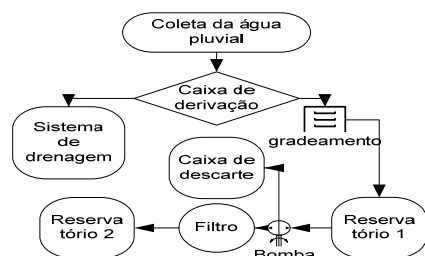 Coleta da água
pluvial
Caixa de
derivação
Sistema
de
drenagem
gradeamento
Caixa de
descarte
Reserva
tório 2
Filtro
Bomba
Reserva
tório 1